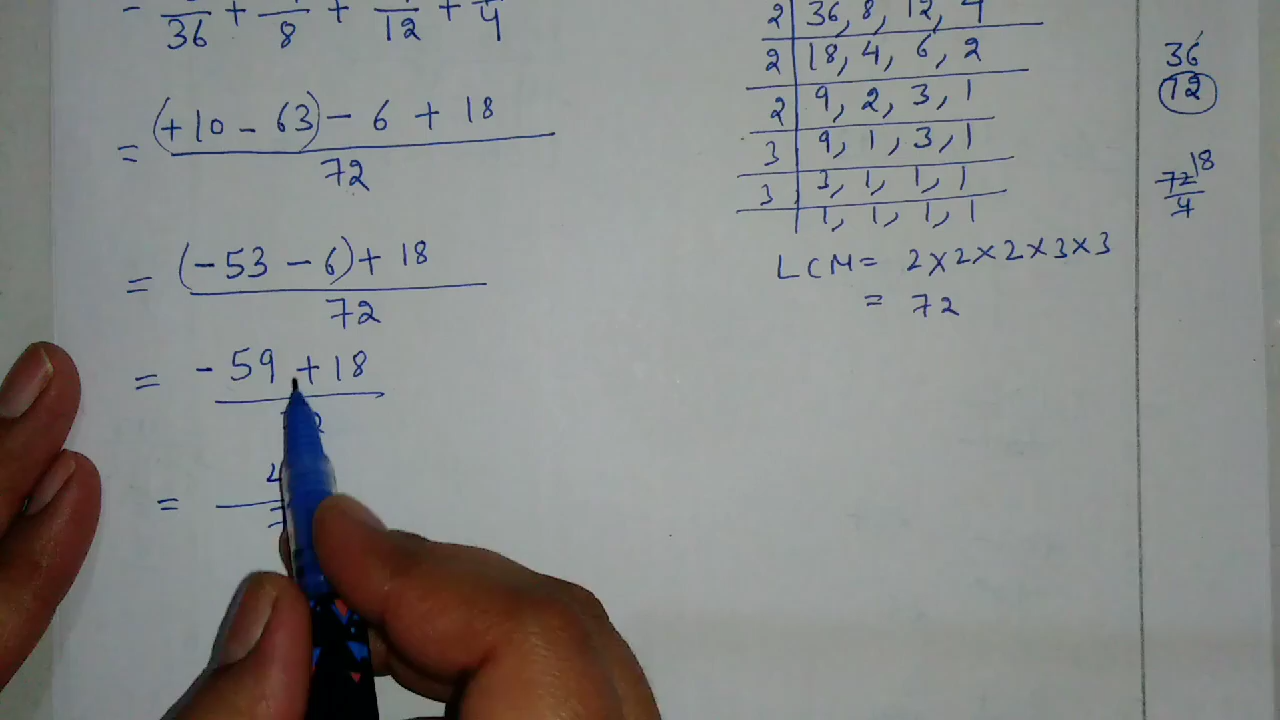 36 + 8 + 12 + 4
= (+10 - 63) - 6 + 18
72
= (-53 - 6) + 18
72
= -59 + 18
=
2 | 36, 8, 12, 4
2 | 18, 4, 6, 2
2 | 9, 2, 3, 1
3 | 9, 1, 3, 1
3 | 3, 1, 1, 1
1, 1, 1, 1
LCM = 2×2×2×3×3
= 72
36
72
72 18
4